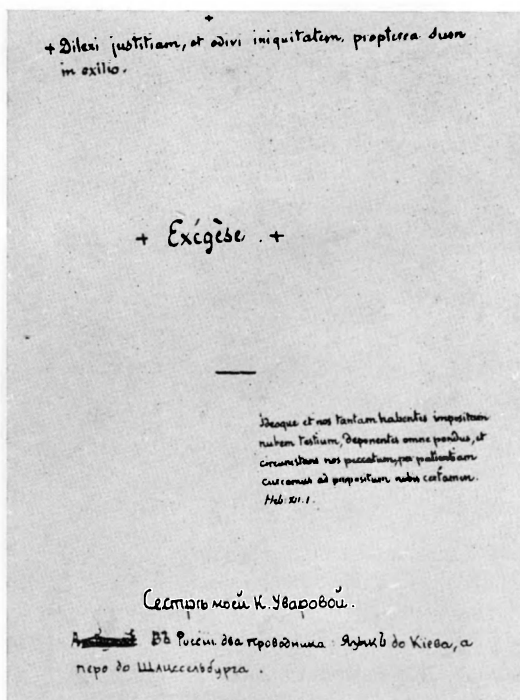 +
+ Dilexi justitiam, et odivi iniquitatem, propterea
in exilio.
+ Exégèse. +
Ideoque et nos tantam habentes impositam
nubem testium, deponentes omne pondus, et
circumstans nos peccatum, per patientiam
curramus ad propositum nobis certamen.
Heb. XII. 1.
Сестрѣ моей К. Уваровой.
Въ Россіи два проводника: Языкъ до Кіева, а
перо до Шлиссельбурга.